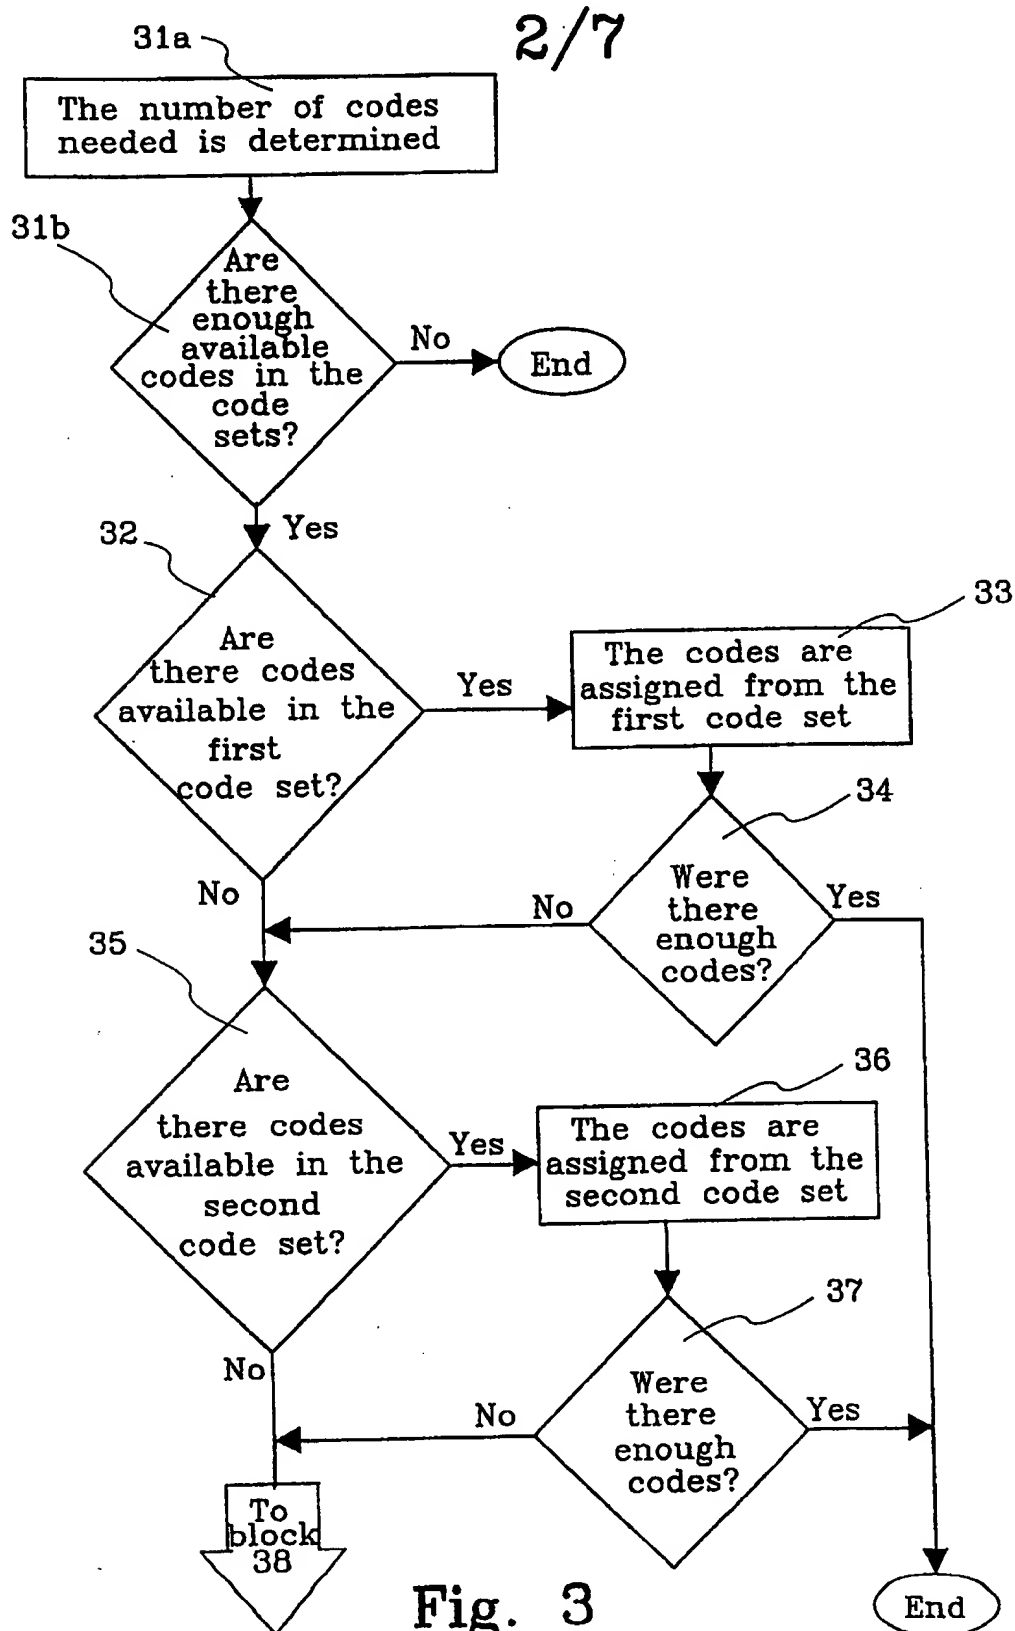 2/7
31a
The number of codes
needed is determined
31b
Are
there
enough
available
codes in the
code
sets?
No
End
Yes
32
Are
there codes
available in the
first
code set?
Yes
33
The codes are
assigned from the
first code set
34
Were
there
enough
codes?
Yes
No
No
35
Are
there codes
available in the
second
code set?
Yes
36
The codes are
assigned from the
second code set
37
Were
there
enough
codes?
Yes
No
No
To
block
38
End
Fig. 3